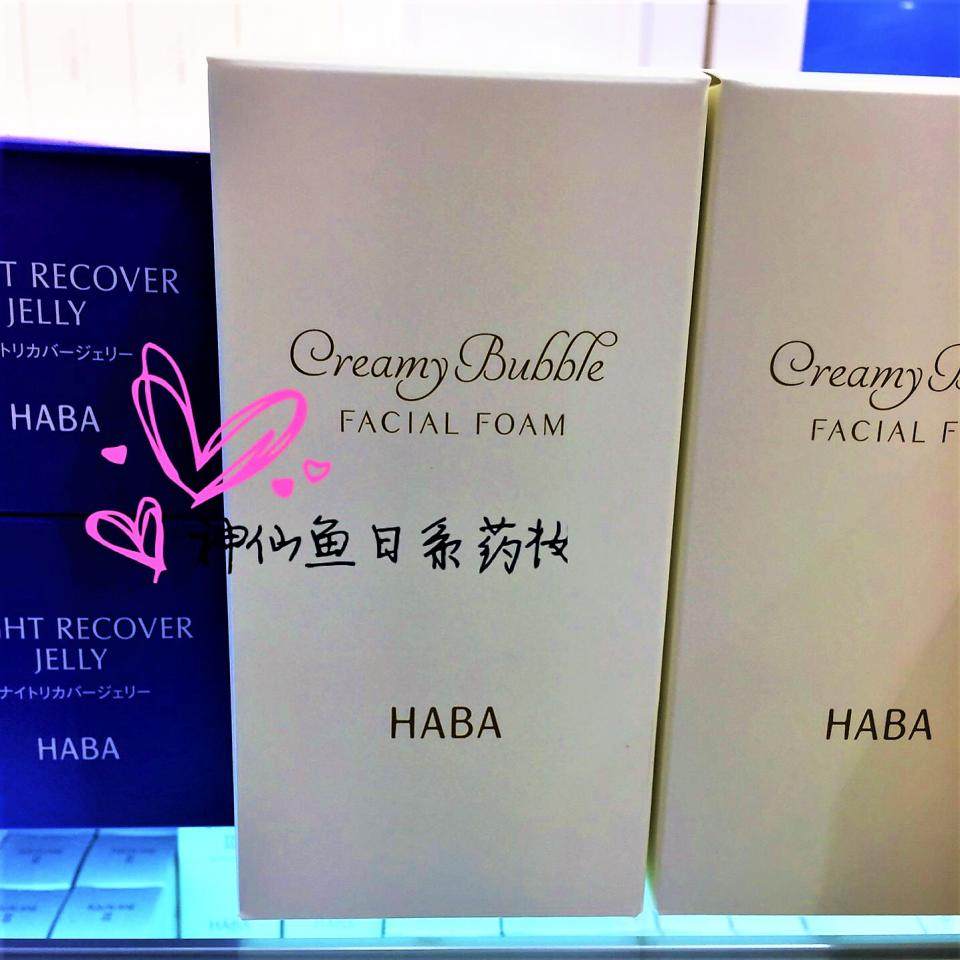 T RECOVER
JELLY
トリカバージェリー
HABA
GHT RECOVER
JELLY
ナイトリカバージェリー
HABA
Creamy Bubble
FACIAL FOAM
神仙鱼日系药妆
HABA
Creamy B
FACIAL F
HABA
HABA